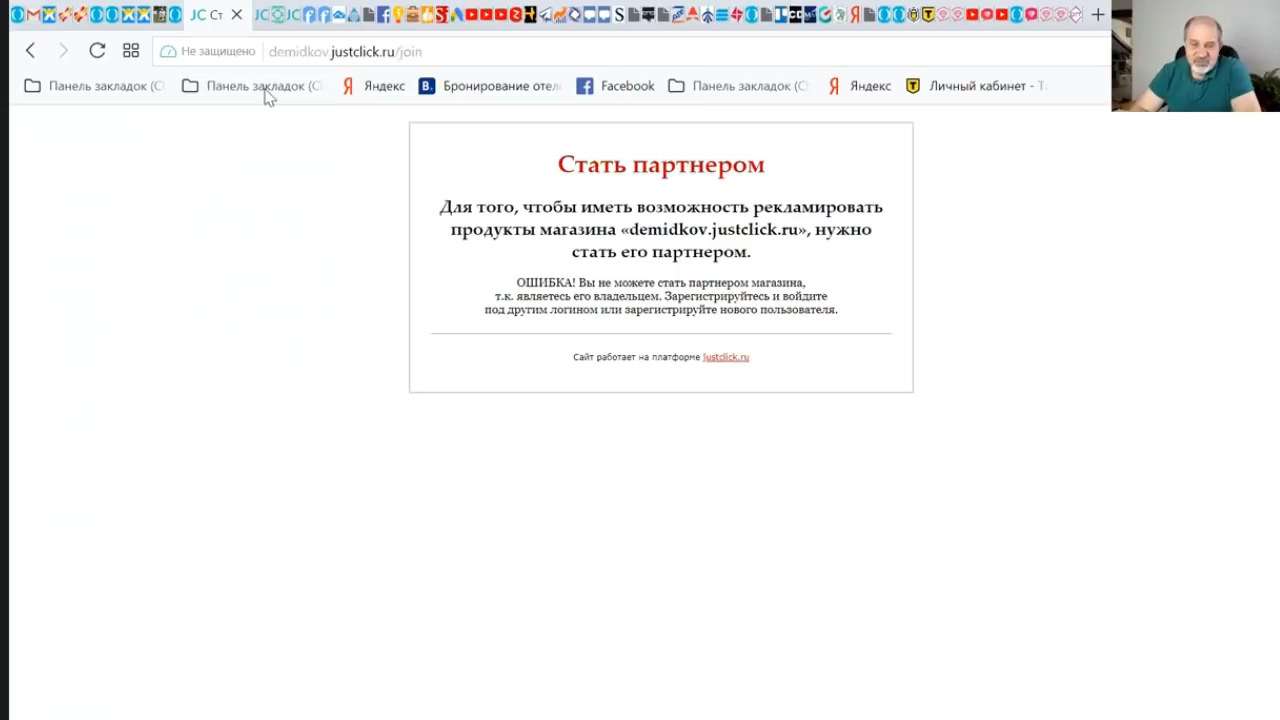 JC Ст
Не защищено demidkov.justclick.ru/join
Панель закладок (С Панель закладок (С Яндекс Бронирование отел Facebook Панель закладок (С Яндекс Личный кабинет - Т
Стать партнером
Для того, чтобы иметь возможность рекламировать
продукты магазина «demidkov.justclick.ru», нужно
стать его партнером.
ОШИБКА! Вы не можете стать партнером магазина,
т.к. являетесь его владельцем. Зарегистрируйтесь и войдите
под другим логином или зарегистрируйте нового пользователя.
Сайт работает на платформе justclick.ru